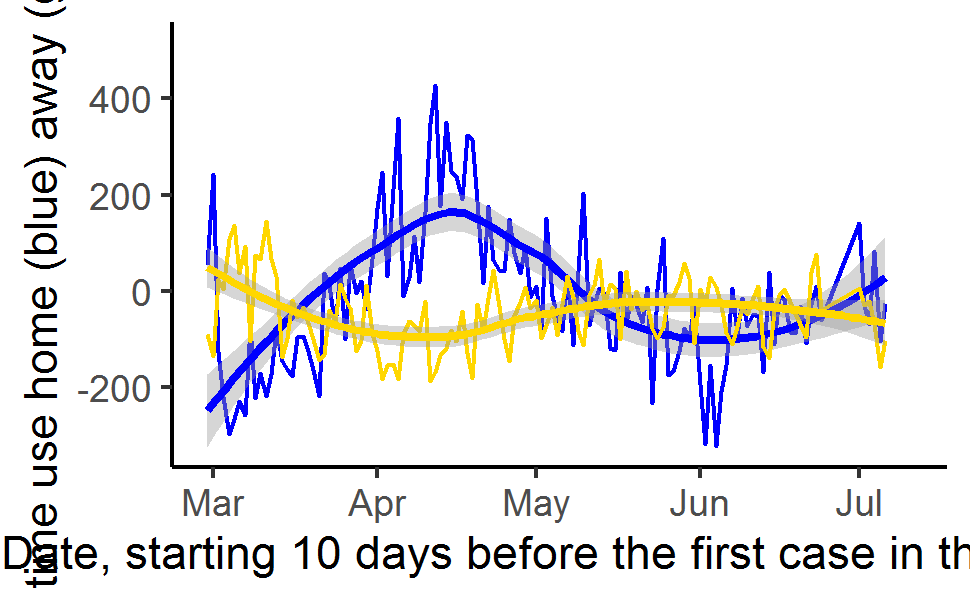 time use home (blue) away (
400
200
0
-200
Mar Apr May Jun Jul
Date, starting 10 days before the first case in th